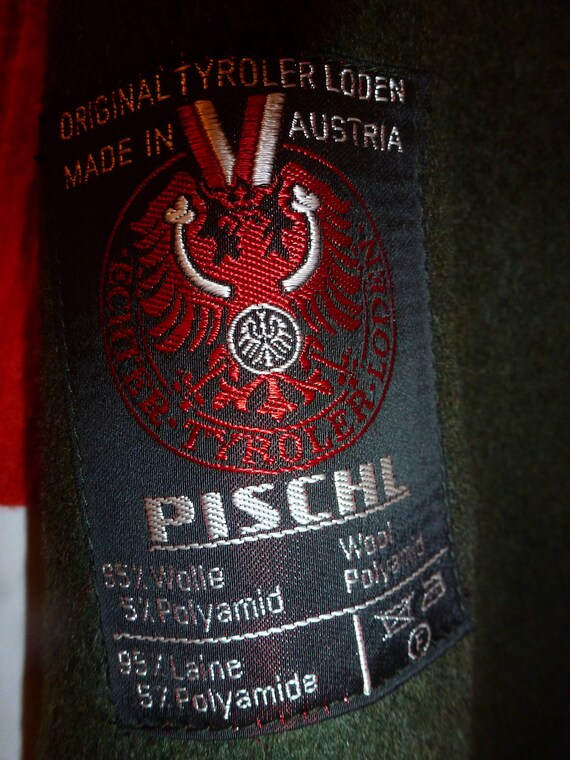 ORIGINAL TYROLER LODEN
MADE IN AUSTRIA
ECHTER · TYROLER · LODEN
PISCHL
95% Wolle Wool
5% Polyamid Polyamid
95% Laine
5% Polyamide
P